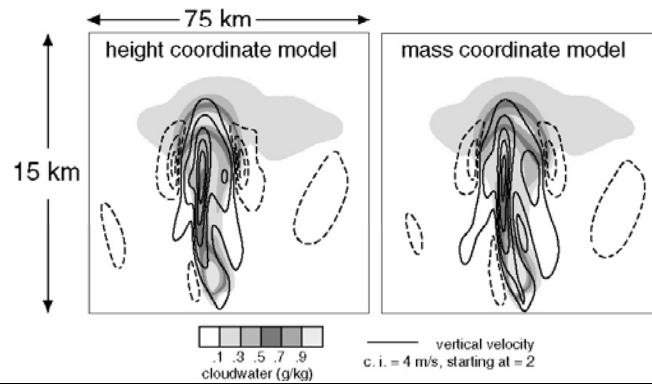 75 km
height coordinate model
mass coordinate model
15 km
.1 .3 .5 .7 .9
cloudwater (g/kg)
vertical velocity
c. i. = 4 m/s, starting at = 2